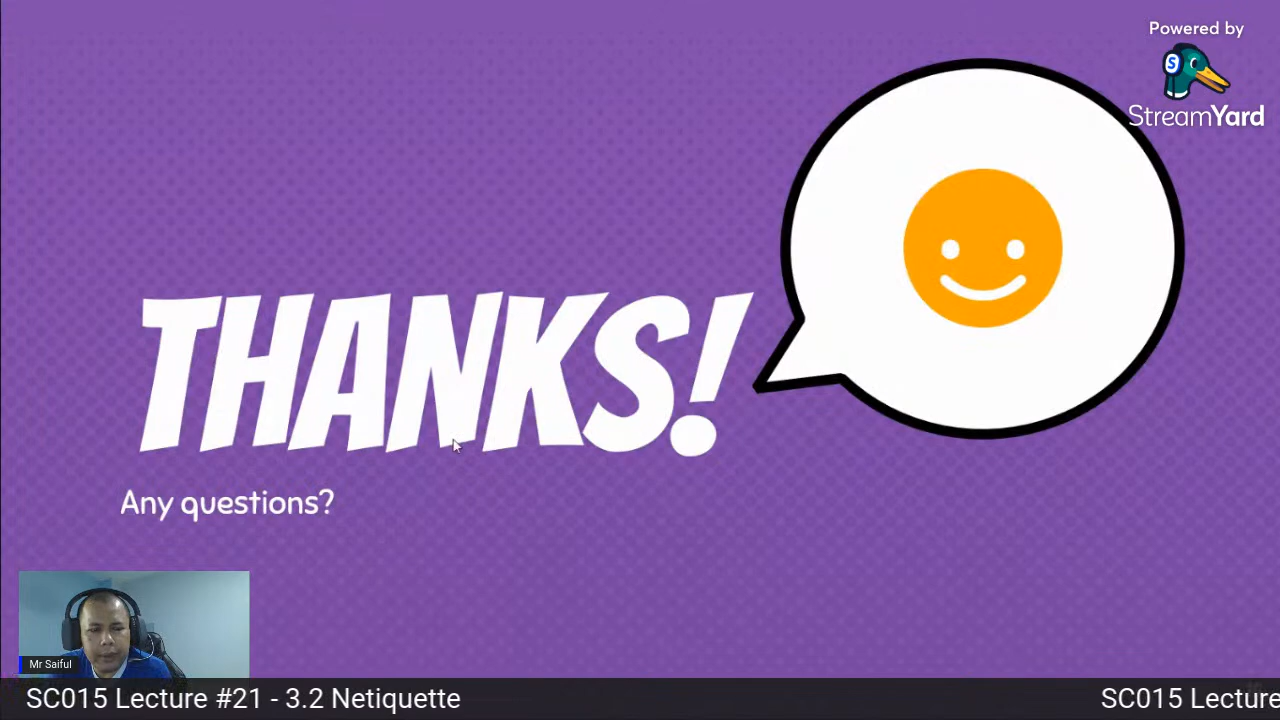 Powered by
S
StreamYard
THANKS!
Any questions?
Mr Saiful
SC015 Lecture #21 - 3.2 Netiquette
SC015 Lecture